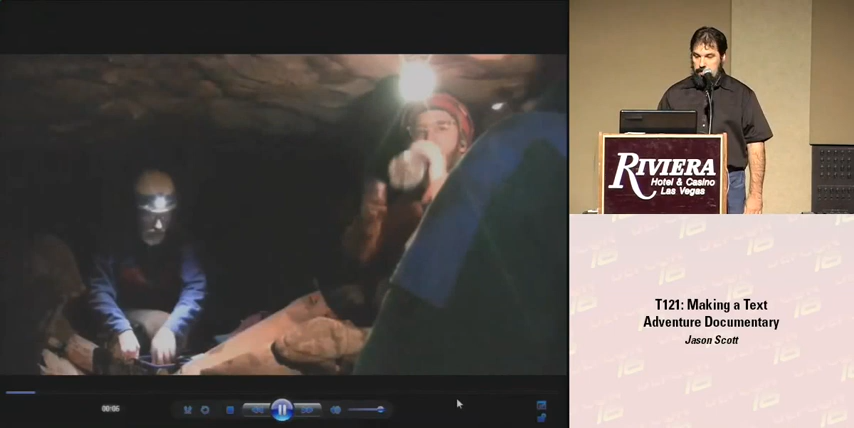 RIVIERA
Hotel & Casino
Las Vegas
T121: Making a Text
Adventure Documentary
Jason Scott
00:06